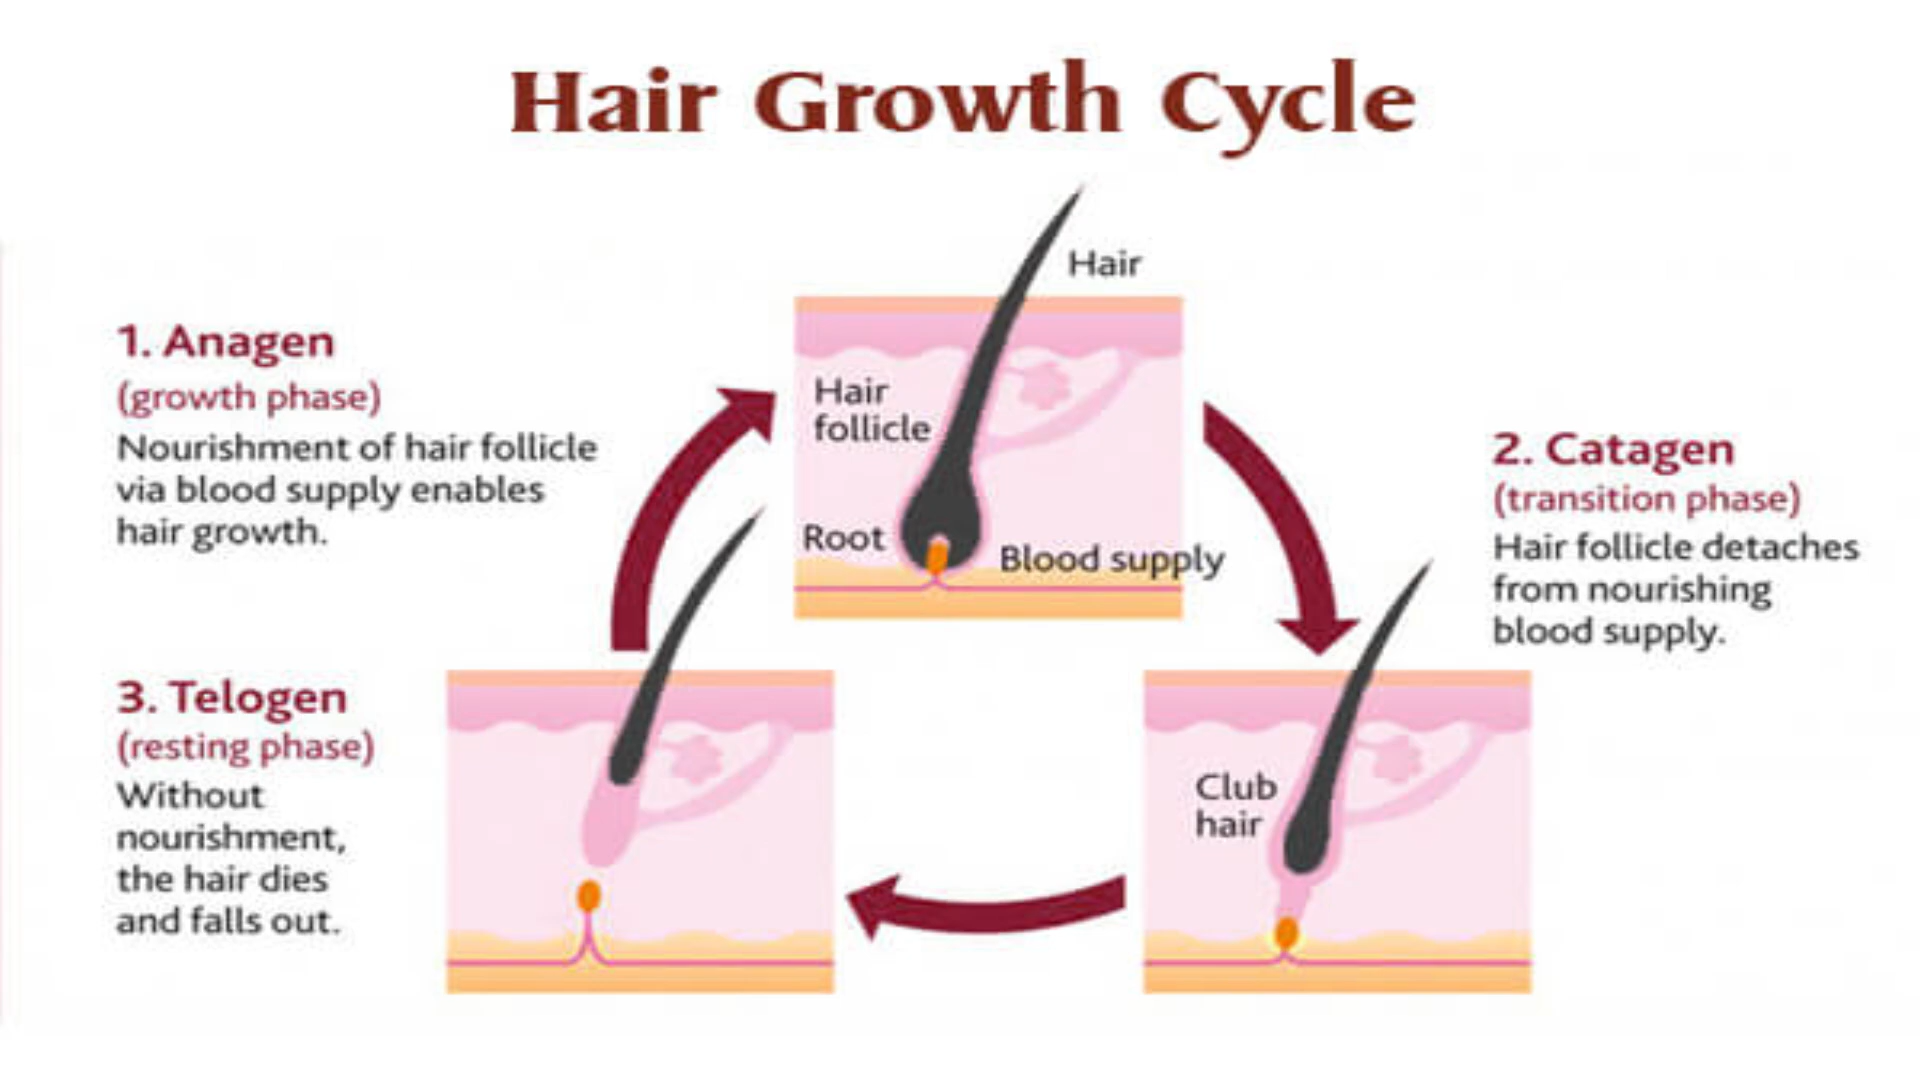 Hair Growth Cycle
Hair
Hair
follicle
Root
Blood supply
1. Anagen
(growth phase)
Nourishment of hair follicle
via blood supply enables
hair growth.
2. Catagen
(transition phase)
Hair follicle detaches
from nourishing
blood supply.
Club
hair
3. Telogen
(resting phase)
Without
nourishment,
the hair dies
and falls out.